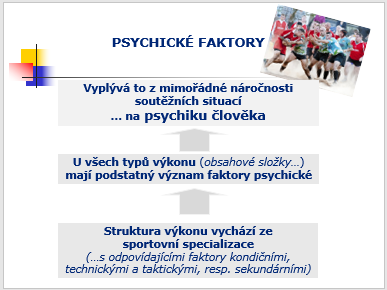 PSYCHICKÉ FAKTORY
Vyplývá to z mimořádné náročnosti
soutěžních situací
... na psychiku člověka
U všech typů výkonu (obsahové složky...)
mají podstatný význam faktory psychické
Struktura výkonu vychází ze
sportovní specializace
(...s odpovídajícími faktory kondičními,
technickými a taktickými, resp. sekundárními)